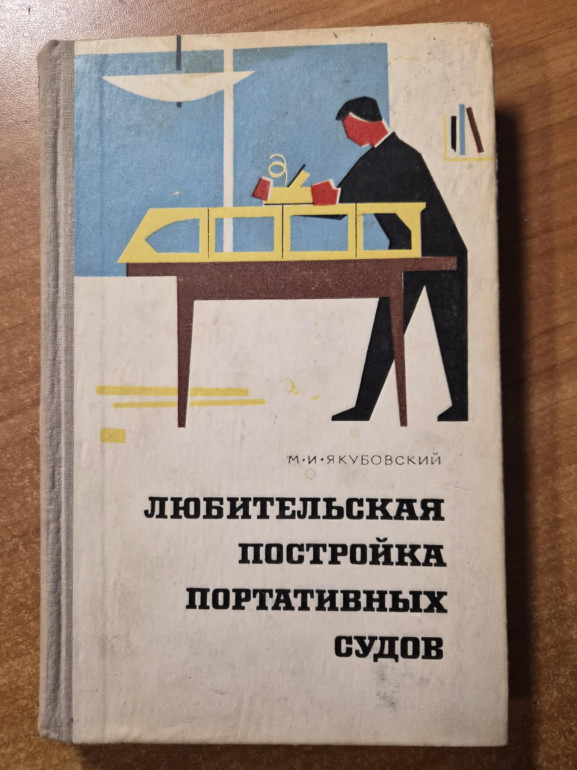 М•И•ЯКУБОВСКИЙ
ЛЮБИТЕЛЬСКАЯ
ПОСТРОЙКА
ПОРТАТИВНЫХ
СУДОВ